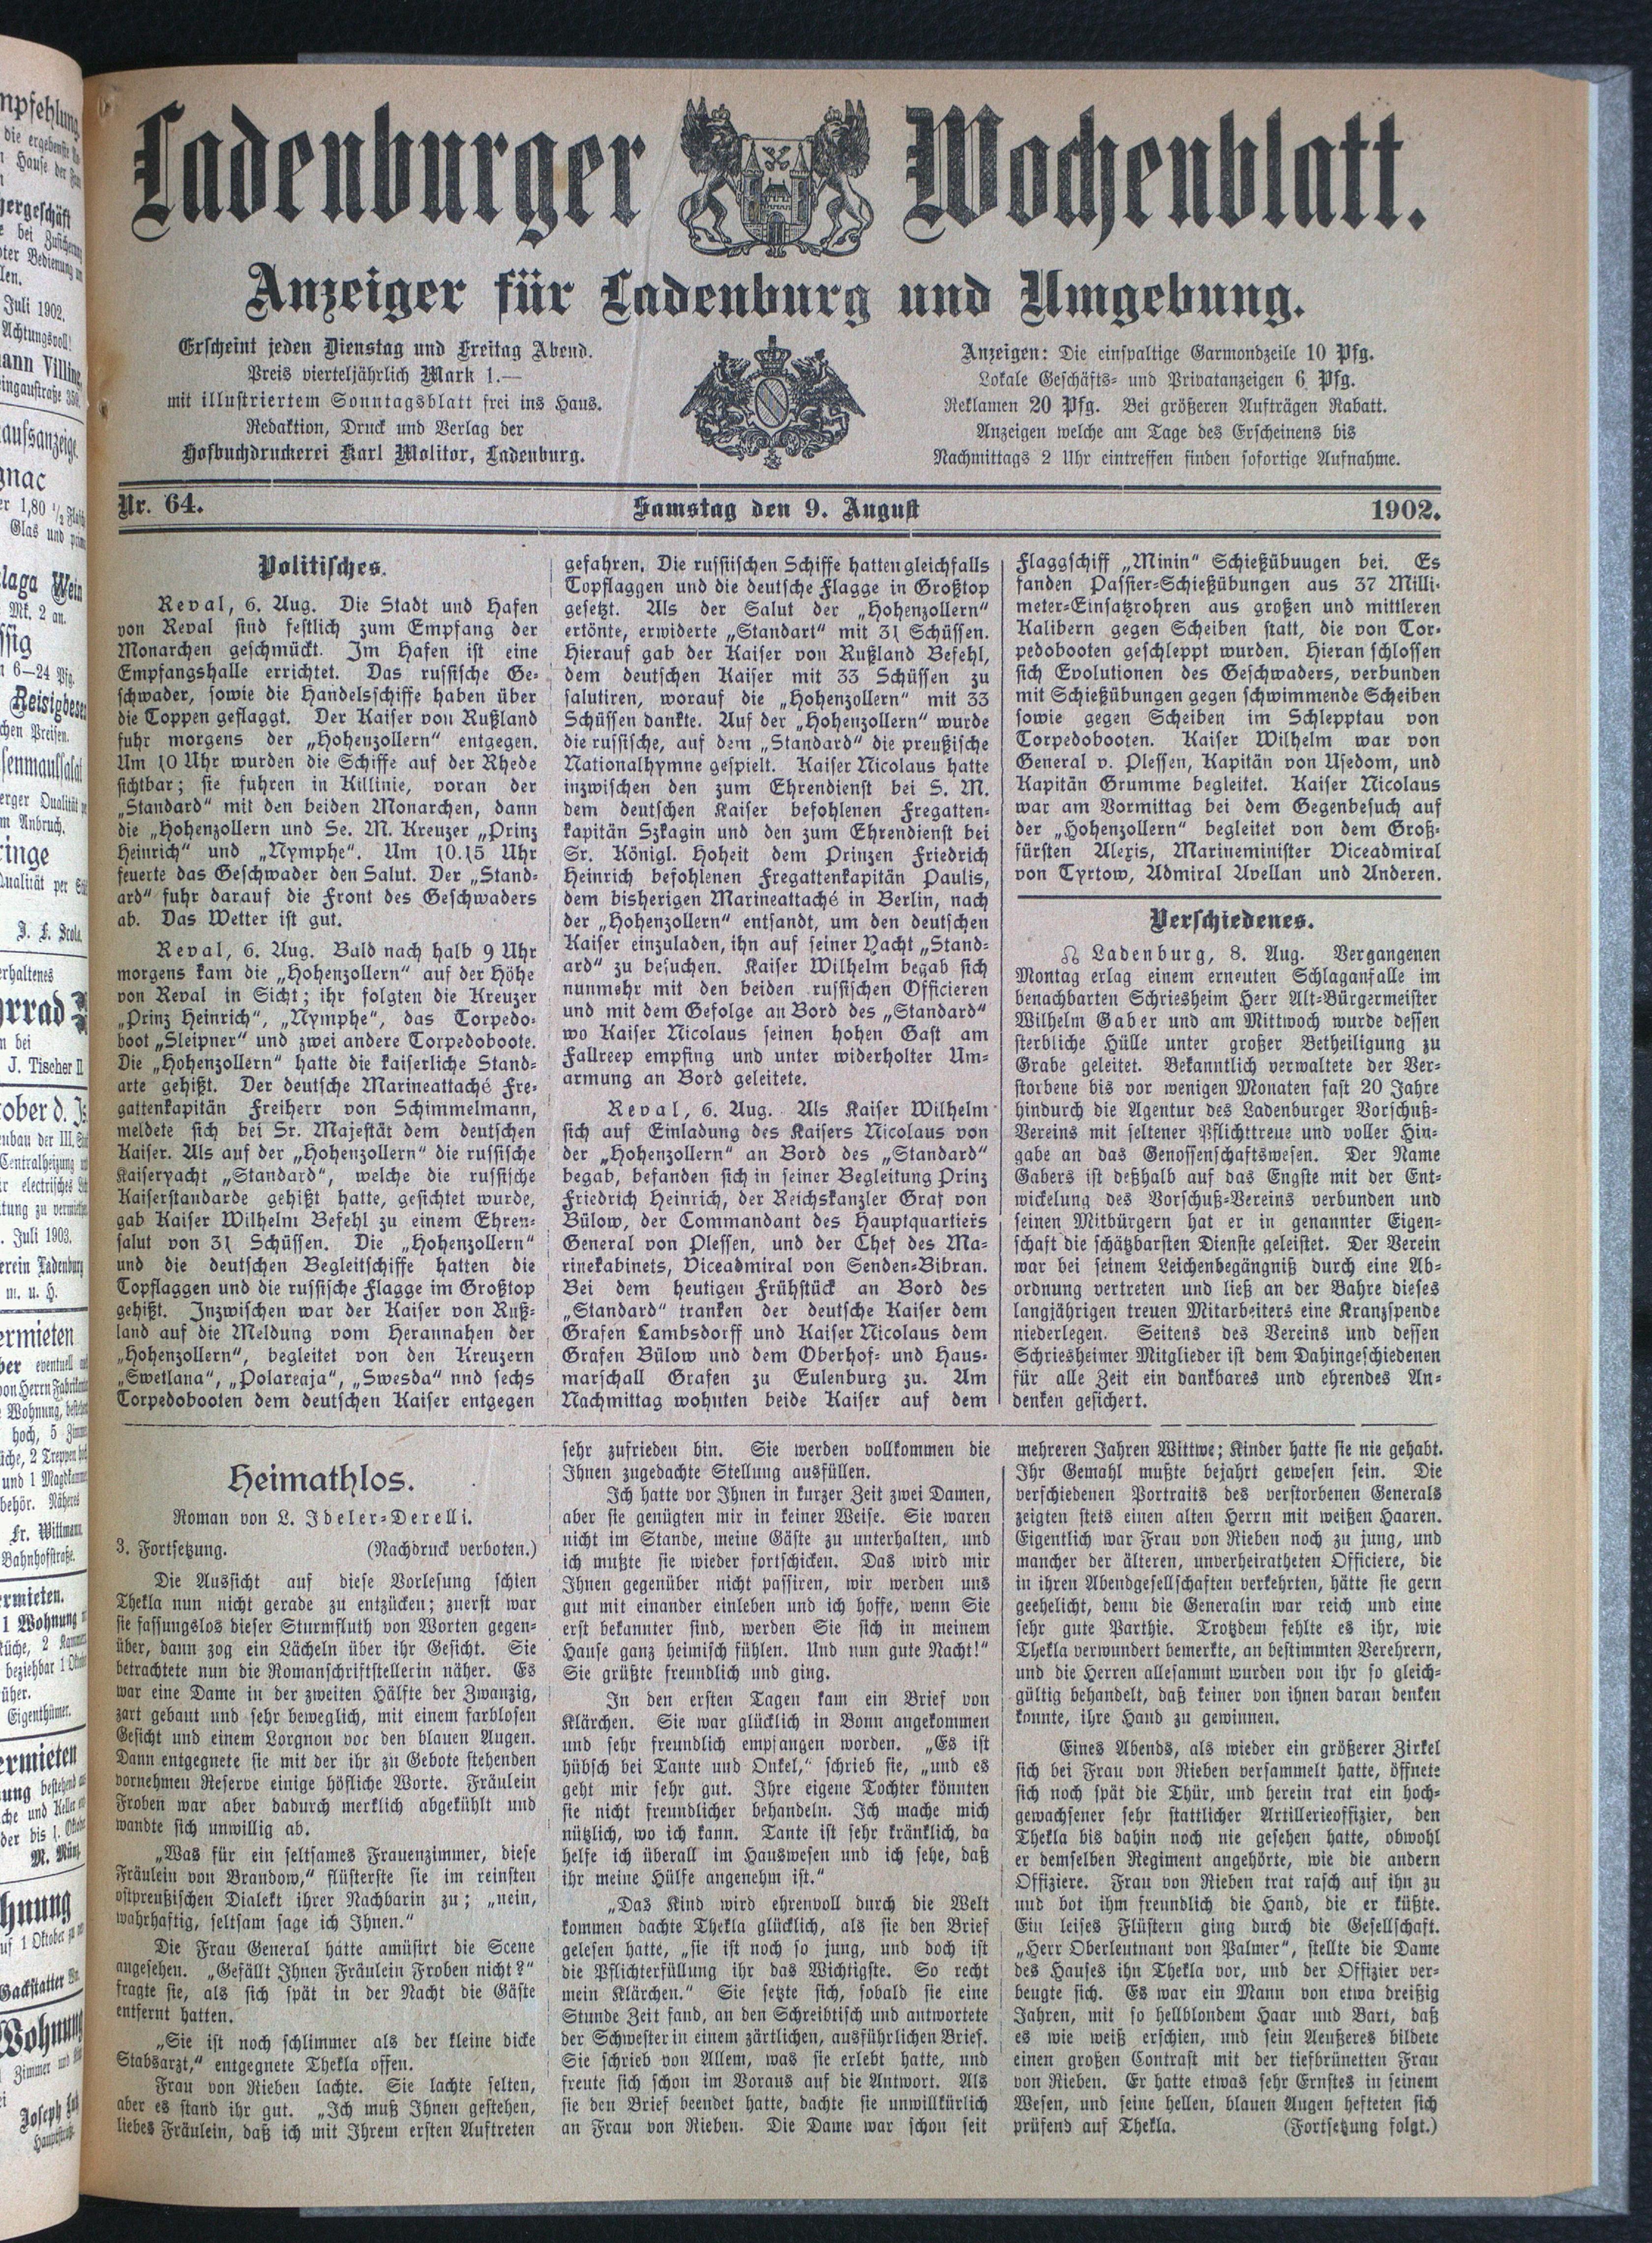 Ladenburger Wochenblatt.
Anzeiger für Ladenburg und Umgebung.
Erscheint jeden Dienstag und Freitag Abend.
Preis vierteljährlich Mark 1.—
mit illustriertem Sonntagsblatt frei ins Haus.
Redaktion, Druck und Verlag der
Hofbuchdruckerei Karl Molitor, Ladenburg.
Anzeigen: Die einspaltige Garmondzeile 10 Pfg.
Lokale Geschäfts- und Privatanzeigen 6 Pfg.
Reklamen 20 Pfg. Bei größeren Aufträgen Rabatt.
Anzeigen welche am Tage des Erscheinens bis
Nachmittags 2 Uhr eintreffen finden sofortige Aufnahme.
Nr. 64. Samstag den 9. August 1902.
Politisches.
Reval, 6. Aug. Die Stadt und Hafen
von Reval sind festlich zum Empfang der
Monarchen geschmückt. Im Hafen ist eine
Empfangshalle errichtet. Das russische Ge-
schwader, sowie die Handelsschiffe haben über
die Toppen geflaggt. Der Kaiser von Rußland
fuhr morgens der „Hohenzollern“ entgegen.
Um 10 Uhr wurden die Schiffe auf der Rhede
sichtbar; sie fuhren in Killinie, voran der
„Standard“ mit den beiden Monarchen, dann
die „Hohenzollern und Se. M. Kreuzer „Prinz
Heinrich“ und „Nymphe“. Um 10.15 Uhr
feuerte das Geschwader den Salut. Der „Stand-
ard“ fuhr darauf die Front des Geschwaders
ab. Das Wetter ist gut.
Reval, 6. Aug. Bald nach halb 9 Uhr
morgens kam die „Hohenzollern“ auf der Höhe
von Reval in Sicht; ihr folgten die Kreuzer
„Prinz Heinrich“, „Nymphe“, das Torpedo-
boot „Sleipner“ und zwei andere Torpedoboote.
Die „Hohenzollern“ hatte die kaiserliche Stand-
arte gehißt. Der deutsche Marineattaché Fre-
gattenkapitän Freiherr von Schimmelmann,
meldete sich bei Sr. Majestät dem deutschen
Kaiser. Als auf der „Hohenzollern“ die russische
Kaiseryacht „Standard“, welche die russische
Kaiserstandarde gehißt hatte, gesichtet wurde,
gab Kaiser Wilhelm Befehl zu einem Ehren-
salut von 31 Schüssen. Die „Hohenzollern“
und die deutschen Begleitschiffe hatten die
Topflaggen und die russische Flagge im Großtop
gehißt. Inzwischen war der Kaiser von Ruß-
land auf die Meldung vom Herannahen der
„Hohenzollern“, begleitet von den Kreuzern
„Swetlana“, „Polareaja“, „Swesda“ nnd sechs
Torpedobooten dem deutschen Kaiser entgegen
gefahren. Die russischen Schiffe hatten gleichfalls
Topflaggen und die deutsche Flagge in Großtop
gesetzt. Als der Salut der „Hohenzollern“
ertönte, erwiderte „Standart“ mit 31 Schüssen.
Hierauf gab der Kaiser von Rußland Befehl,
dem deutschen Kaiser mit 33 Schüssen zu
salutiren, worauf die „Hohenzollern“ mit 33
Schüssen dankte. Auf der „Hohenzollern“ wurde
die russische, auf dem „Standard“ die preußische
Nationalhymne gespielt. Kaiser Nicolaus hatte
inzwischen den zum Ehrendienst bei S. M.
dem deutschen Kaiser befohlenen Fregatten-
kapitän Szkagin und den zum Ehrendienst bei
Sr. Königl. Hoheit dem Prinzen Friedrich
Heinrich befohlenen Fregattenkapitän Paulis,
dem bisherigen Marineattaché in Berlin, nach
der „Hohenzollern“ entsandt, um den deutschen
Kaiser einzuladen, ihn auf seiner Yacht „Stand-
ard“ zu besuchen. Kaiser Wilhelm begab sich
nunmehr mit den beiden russischen Officieren
und mit dem Gefolge an Bord des „Standard“
wo Kaiser Nicolaus seinen hohen Gast am
Fallreep empfing und unter widerholter Um-
armung an Bord geleitete.
Reval, 6. Aug. Als Kaiser Wilhelm
sich auf Einladung des Kaisers Nicolaus von
der „Hohenzollern“ an Bord des „Standard“
begab, befanden sich in seiner Begleitung Prinz
Friedrich Heinrich, der Reichskanzler Graf von
Bülow, der Commandant des Hauptquartiers
General von Plessen, und der Chef des Ma-
rinekabinets, Viceadmiral von Senden-Bibran.
Bei dem heutigen Frühstück an Bord des
„Standard“ tranken der deutsche Kaiser dem
Grafen Lambsdorff und Kaiser Nicolaus dem
Grafen Bülow und dem Oberhof- und Haus-
marschall Grafen zu Eulenburg zu. Am
Nachmittag wohnten beide Kaiser auf dem
Flaggschiff „Minin“ Schießübuugen bei. Es
fanden Passier-Schießübungen aus 37 Milli-
meter-Einsatzrohren aus großen und mittleren
Kalibern gegen Scheiben statt, die von Tor-
pedobooten geschleppt wurden. Hieran schlossen
sich Evolutionen des Geschwaders, verbunden
mit Schießübungen gegen schwimmende Scheiben
sowie gegen Scheiben im Schlepptau von
Torpedobooten. Kaiser Wilhelm war von
General v. Plessen, Kapitän von Usedom, und
Kapitän Grumme begleitet. Kaiser Nicolaus
war am Vormittag bei dem Gegenbesuch auf
der „Hohenzollern“ begleitet von dem Groß-
fürsten Alexis, Marineminister Viceadmiral
von Tyrtow, Admiral Avellan und Anderen.
Verschiedenes.
Ladenburg, 8. Aug. Vergangenen
Montag erlag einem erneuten Schlaganfalle im
benachbarten Schriesheim Herr Alt-Bürgermeister
Wilhelm Gaber und am Mittwoch wurde dessen
sterbliche Hülle unter großer Betheiligung zu
Grabe geleitet. Bekanntlich verwaltete der Ver-
storbene bis vor wenigen Monaten fast 20 Jahre
hindurch die Agentur des Ladenburger Vorschuß-
Vereins mit seltener Pflichttreue und voller Hin-
gabe an das Genossenschaftswesen. Der Name
Gabers ist deßhalb auf das Engste mit der Ent-
wickelung des Vorschuß-Vereins verbunden und
seinen Mitbürgern hat er in genannter Eigen-
schaft die schätzbarsten Dienste geleistet. Der Verein
war bei seinem Leichenbegängniß durch eine Ab-
ordnung vertreten und ließ an der Bahre dieses
langjährigen treuen Mitarbeiters eine Kranzspende
niederlegen. Seitens des Vereins und dessen
Schriesheimer Mitglieder ist dem Dahingeschiedenen
für alle Zeit ein dankbares und ehrendes An-
denken gesichert.
Heimathlos.
Roman von L. Ideler-Derelli.
3. Fortsetzung. (Nachdruck verboten.)
Die Aussicht auf diese Vorlesung schien
Thekla nun nicht gerade zu entzücken; znerst war
sie fassungslos dieser Sturmfluth von Worten gegen-
über, dann zog ein Lächeln über ihr Gesicht. Sie
betrachtete nun die Romanschriftstellerin näher. Es
war eine Dame in der zweiten Hälfte der Zwanzig,
zart gebaut und sehr beweglich, mit einem farblosen
Gesicht und einem Lorgnon vor den blauen Augen.
Dann entgegnete sie mit der ihr zu Gebote stehenden
vornehmen Reserve einige höfliche Worte. Fräulein
Froben war aber dadurch merklich abgekühlt und
wandte sich unwillig ab.
„Was für ein seltsames Frauenzimmer, diese
Fräulein von Brandow,“ flüsterste sie im reinsten
ostpreußischen Dialekt ihrer Nachbarin zu; „nein,
wahrhaftig, seltsam sage ich Ihnen.“
Die Frau General hatte amüsirt die Scene
angesehen. „Gefällt Ihnen Fräulein Froben nicht?“
fragte sie, als sich spät in der Nacht die Gäste
entfernt hatten.
„Sie ist noch schlimmer als der kleine dicke
Stabsarzt,“ entgegnete Thekla offen.
Frau von Rieben lachte. Sie lachte selten,
aber es stand ihr gut. „Ich muß Ihnen gestehen,
liebes Fräulein, daß ich mit Ihrem ersten Auftreten
sehr zufrieden bin. Sie werden vollkommen die
Ihnen zugedachte Stellung ausfüllen.
Ich hatte vor Ihnen in kurzer Zeit zwei Damen,
aber sie genügten mir in keiner Weise. Sie waren
nicht im Stande, meine Gäste zu unterhalten, und
ich mußte sie wieder fortschicken. Das wird mir
Ihnen gegenüber nicht passiren, wir werden uns
gut mit einander einleben und ich hoffe, wenn Sie
erst bekannter sind, werden Sie sich in meinem
Hause ganz heimisch fühlen. Und nun gute Nacht!“
Sie grüßte freundlich und ging.
In den ersten Tagen kam ein Brief von
Klärchen. Sie war glücklich in Bonn angekommen
und sehr freundlich empfangen worden. „Es ist
hübsch bei Tante und Onkel,“ schrieb sie, „und es
geht mir sehr gut. Ihre eigene Tochter könnten
sie nicht freundlicher behandeln. Ich mache mich
nützlich, wo ich kann. Tante ist sehr kränklich, da
helfe ich überall im Hauswesen und ich sehe, daß
ihr meine Hülfe angenehm ist.“
„Das Kind wird ehrenvoll durch die Welt
kommen dachte Thekla glücklich, als sie den Brief
gelesen hatte, „sie ist noch so jung, und doch ist
die Pflichterfüllung ihr das Wichtigste. So recht
mein Klärchen.“ Sie setzte sich, sobald sie eine
Stunde Zeit fand, an den Schreibtisch und antwortete
der Schwester in einem zärtlichen, ausführlichen Brief.
Sie schrieb von Allem, was sie erlebt hatte, und
freute sich schon im Voraus auf die Antwort. Als
sie den Brief beendet hatte, dachte sie unwillkürlich
an Frau von Rieben. Die Dame war schon seit
mehreren Jahren Wittwe; Kinder hatte sie nie gehabt.
Ihr Gemahl mußte bejahrt gewesen sein. Die
verschiedenen Portraits des verstorbenen Generals
zeigten stets einen alten Herrn mit weißen Haaren.
Eigentlich war Frau von Rieben noch zu jung, und
mancher der älteren, unverheiratheten Officiere, die
in ihren Abendgesellschaften verkehrten, hätte sie gern
geehelicht, denn die Generalin war reich und eine
sehr gute Parthie. Trotzdem fehlte es ihr, wie
Thekla verwundert bemerkte, an bestimmten Verehrern,
und die Herren allesammt wurden von ihr so gleich-
gültig behandelt, daß keiner von ihnen daran denken
konnte, ihre Hand zu gewinnen.
Eines Abends, als wieder ein größerer Zirkel
sich bei Frau von Rieben versammelt hatte, öffnete
sich noch spät die Thür, und herein trat ein hoch-
gewachsener sehr stattlicher Artillerieoffizier, den
Thekla bis dahin noch nie gesehen hatte, obwohl
er demselben Regiment angehörte, wie die andern
Offiziere. Frau von Rieben trat rasch auf ihn zu
und bot ihm freundlich die Hand, die er küßte.
Ein leises Flüstern ging durch die Gesellschaft.
„Herr Oberleutnant von Palmer“, stellte die Dame
des Hauses ihn Thekla vor, und der Offizier ver-
beugte sich. Es war ein Mann von etwa dreißig
Jahren, mit so hellblondem Haar und Bart, daß
es wie weiß erschien, und sein Aeußeres bildete
einen großen Contrast mit der tiefbrünetten Frau
von Rieben. Er hatte etwas sehr Ernstes in seinem
Wesen, und seine hellen, blauen Augen hefteten sich
prüfend auf Thekla. (Fortsetzung folgt.)